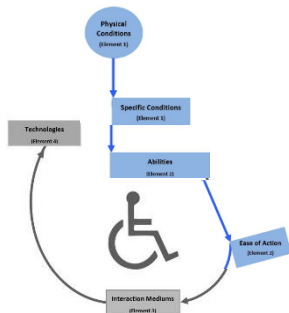 Physical
Conditions
(Element 1)
Specific Conditions
(Element 1)
Technologies
(Element 4)
Abilities
(Element 2)
Ease of Action
(Element 2)
Interaction Mediums
(Element 3)